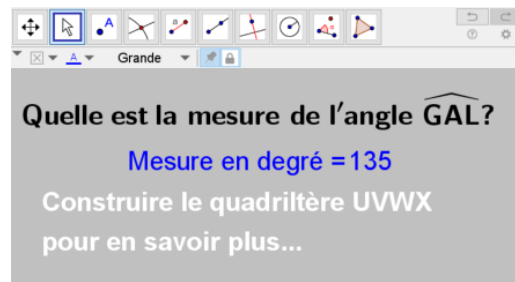 Grande
Quelle est la mesure de l'angle GAL?
Mesure en degré =135
Construire le quadriltère UVWX
pour en savoir plus...